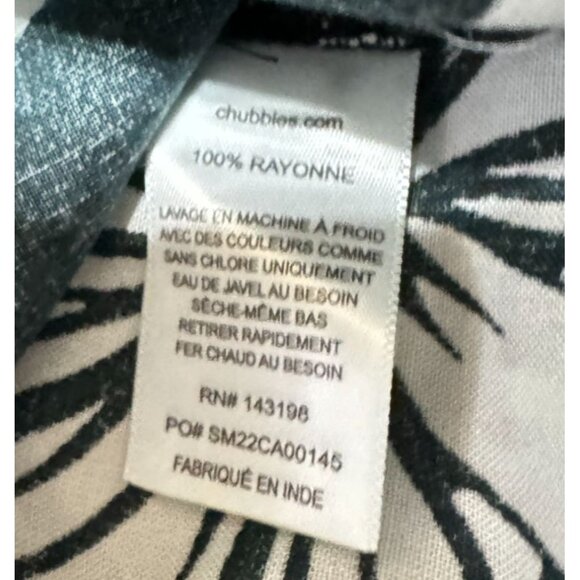 chubbies.com
100% RAYONNE
LAVAGE EN MACHINE À FROID
AVEC DES COULEURS COMME
SANS CHLORE UNIQUEMENT
EAU DE JAVEL AU BESOIN
SÈCHE-MÊME BAS
RETIRER RAPIDEMENT
FER CHAUD AU BESOIN
RN# 143198
PO# SM22CA00145
FABRIQUÉ EN INDE